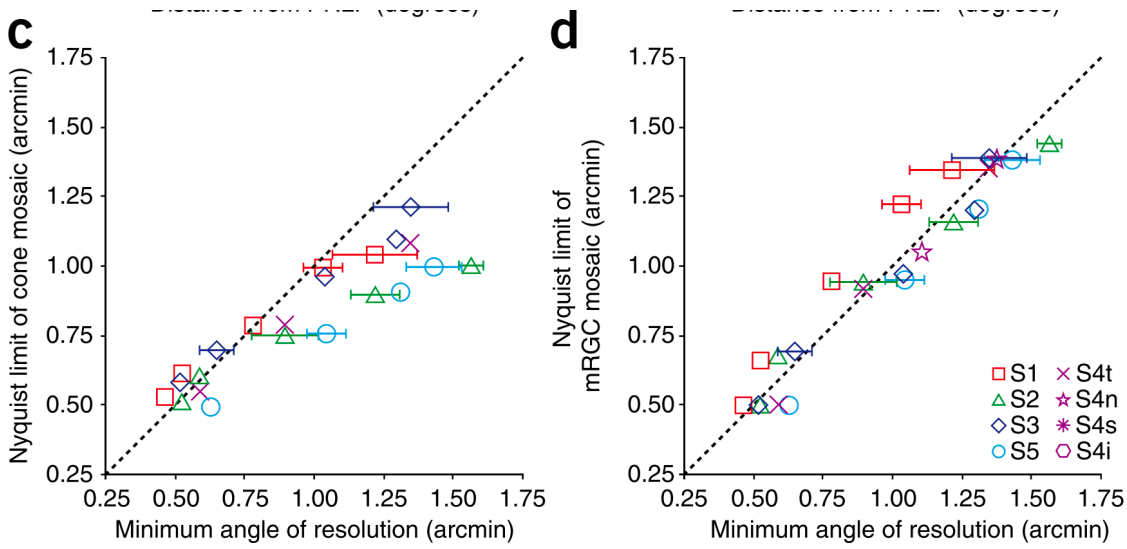 c
Nyquist limit of cone mosaic (arcmin)
1.75
1.50
1.25
1.00
0.75
0.50
0.25
0.25 0.50 0.75 1.00 1.25 1.50 1.75
Minimum angle of resolution (arcmin)
d
Nyquist limit of
mRGC mosaic (arcmin)
1.75
1.50
1.25
1.00
0.75
0.50
0.25
0.25 0.50 0.75 1.00 1.25 1.50 1.75
Minimum angle of resolution (arcmin)
S1 S4t
S2 S4n
S3 S4s
S5 S4i